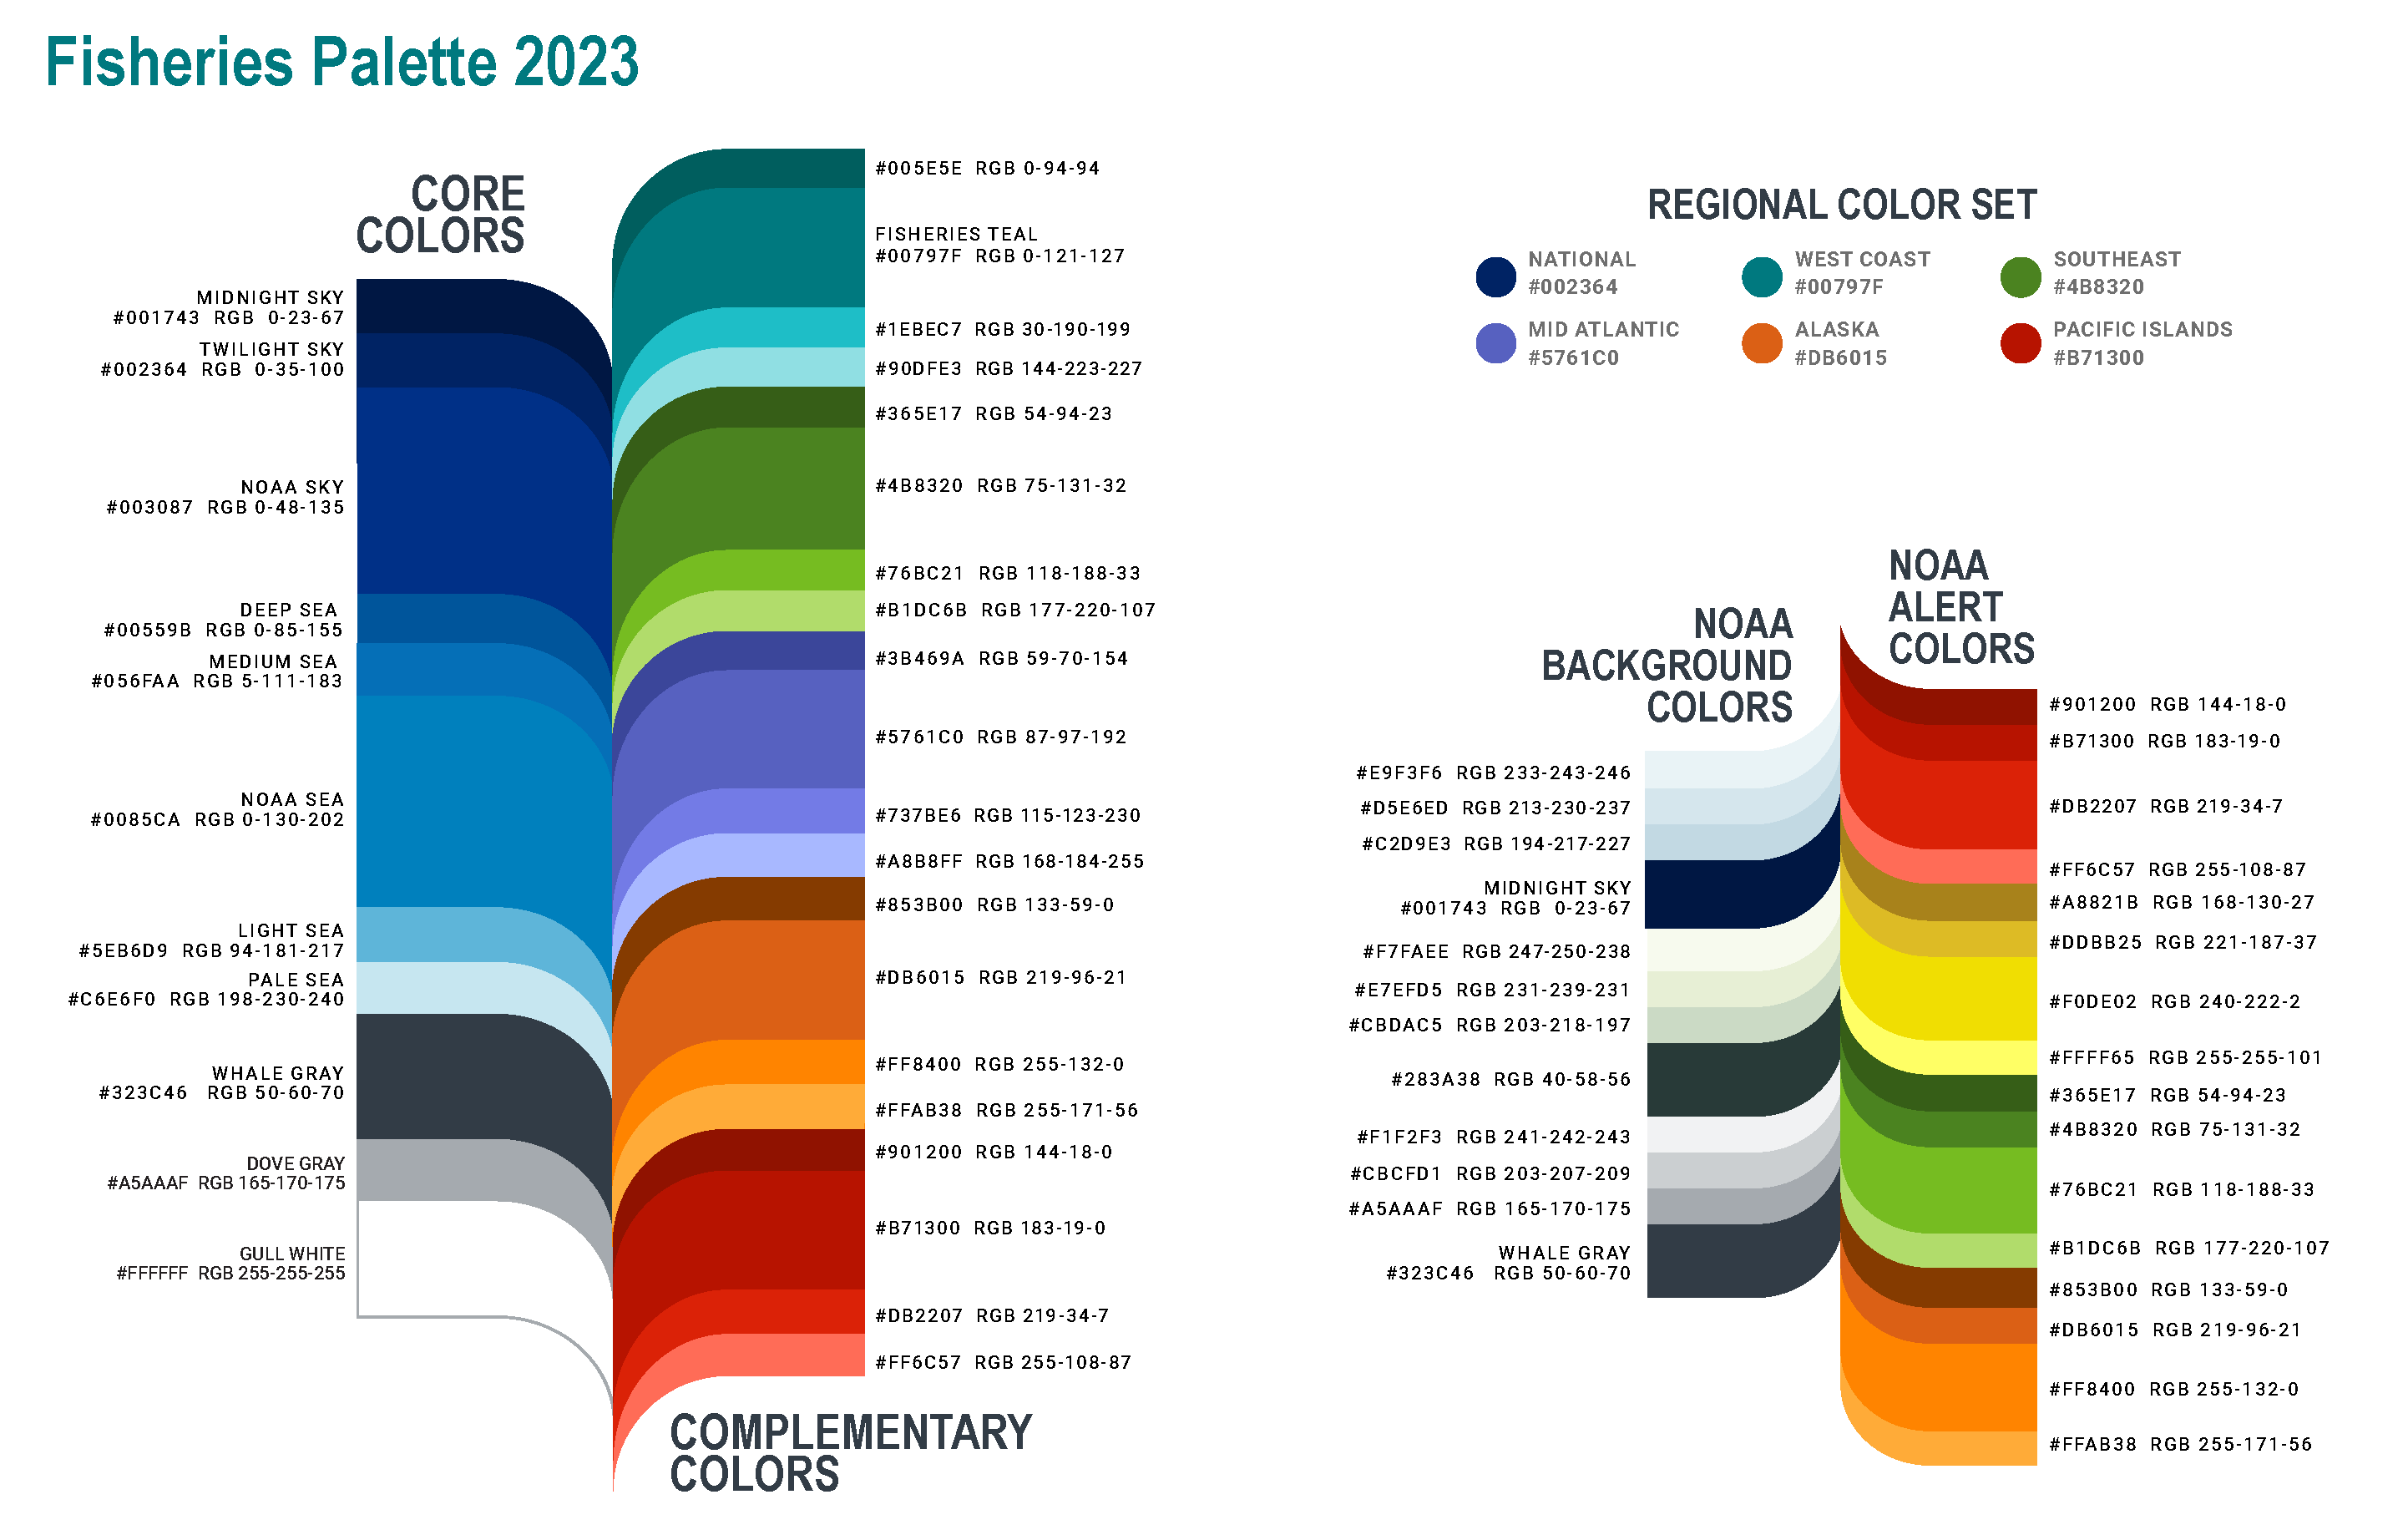 Fisheries Palette 2023
CORE
COLORS
MIDNIGHT SKY
#001743 RGB 0-23-67
TWILIGHT SKY
#002364 RGB 0-35-100
NOAA SKY
#003087 RGB 0-48-135
DEEP SEA
#00559B RGB 0-85-155
MEDIUM SEA
#056FAA RGB 5-111-183
NOAA SEA
#0085CA RGB 0-130-202
LIGHT SEA
#5EB6D9 RGB 94-181-217
PALE SEA
#C6E6F0 RGB 198-230-240
WHALE GRAY
#323C46 RGB 50-60-70
DOVE GRAY
#A5AAAF RGB 165-170-175
GULL WHITE
#FFFFFF RGB 255-255-255
#005E5E RGB 0-94-94
FISHERIES TEAL
#00797F RGB 0-121-127
#1EBEC7 RGB 30-190-199
#90DFE3 RGB 144-223-227
#365E17 RGB 54-94-23
#4B8320 RGB 75-131-32
#76BC21 RGB 118-188-33
#B1DC6B RGB 177-220-107
#3B469A RGB 59-70-154
#5761C0 RGB 87-97-192
#737BE6 RGB 115-123-230
#A8B8FF RGB 168-184-255
#853B00 RGB 133-59-0
#DB6015 RGB 219-96-21
#FF8400 RGB 255-132-0
#FFAB38 RGB 255-171-56
#901200 RGB 144-18-0
#B71300 RGB 183-19-0
#DB2207 RGB 219-34-7
#FF6C57 RGB 255-108-87
COMPLEMENTARY
COLORS
REGIONAL COLOR SET
NATIONAL
#002364
WEST COAST
#00797F
SOUTHEAST
#4B8320
MID ATLANTIC
#5761C0
ALASKA
#DB6015
PACIFIC ISLANDS
#B71300
NOAA
BACKGROUND
COLORS
#E9F3F6 RGB 233-243-246
#D5E6ED RGB 213-230-237
#C2D9E3 RGB 194-217-227
MIDNIGHT SKY
#001743 RGB 0-23-67
#F7FAEE RGB 247-250-238
#E7EFD5 RGB 231-239-231
#CBDAC5 RGB 203-218-197
#283A38 RGB 40-58-56
#F1F2F3 RGB 241-242-243
#CBCFD1 RGB 203-207-209
#A5AAAF RGB 165-170-175
WHALE GRAY
#323C46 RGB 50-60-70
NOAA
ALERT
COLORS
#901200 RGB 144-18-0
#B71300 RGB 183-19-0
#DB2207 RGB 219-34-7
#FF6C57 RGB 255-108-87
#A8821B RGB 168-130-27
#DDBB25 RGB 221-187-37
#F0DE02 RGB 240-222-2
#FFFF65 RGB 255-255-101
#365E17 RGB 54-94-23
#4B8320 RGB 75-131-32
#76BC21 RGB 118-188-33
#B1DC6B RGB 177-220-107
#853B00 RGB 133-59-0
#DB6015 RGB 219-96-21
#FF8400 RGB 255-132-0
#FFAB38 RGB 255-171-56